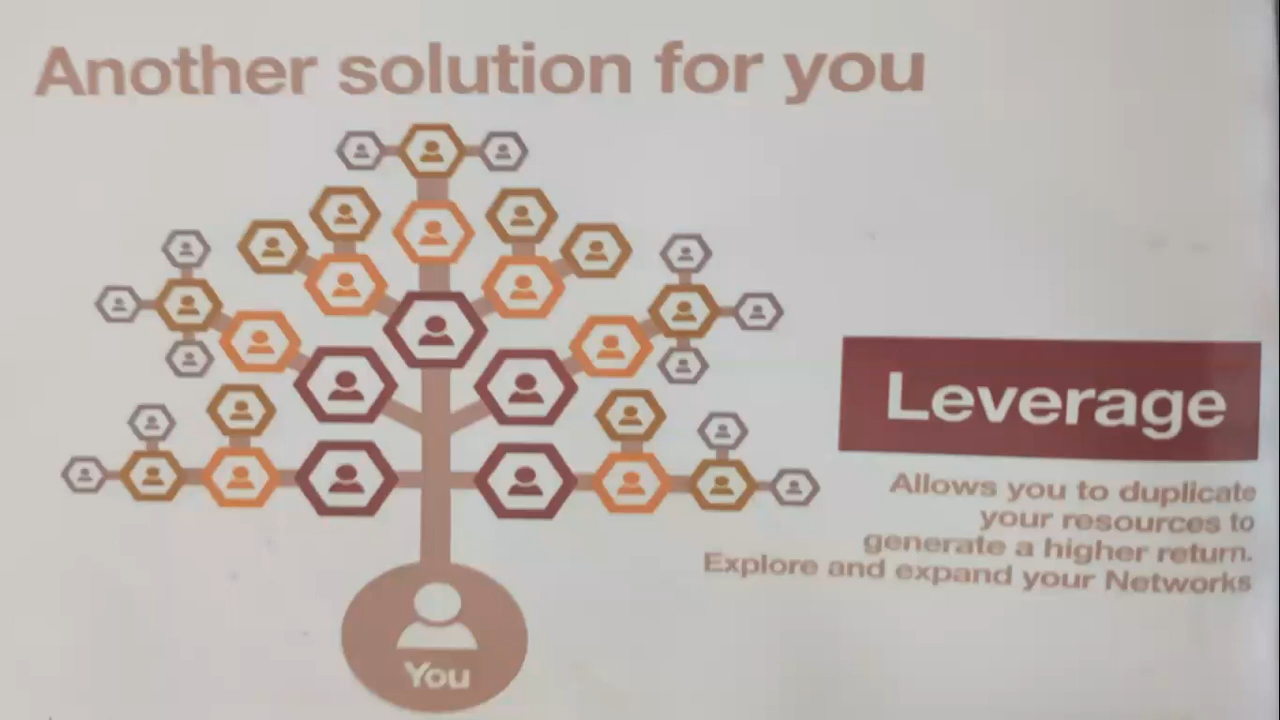 Another solution for you
Leverage
Allows you to duplicate
your resources to
generate a higher return.
Explore and expand your Networks
You